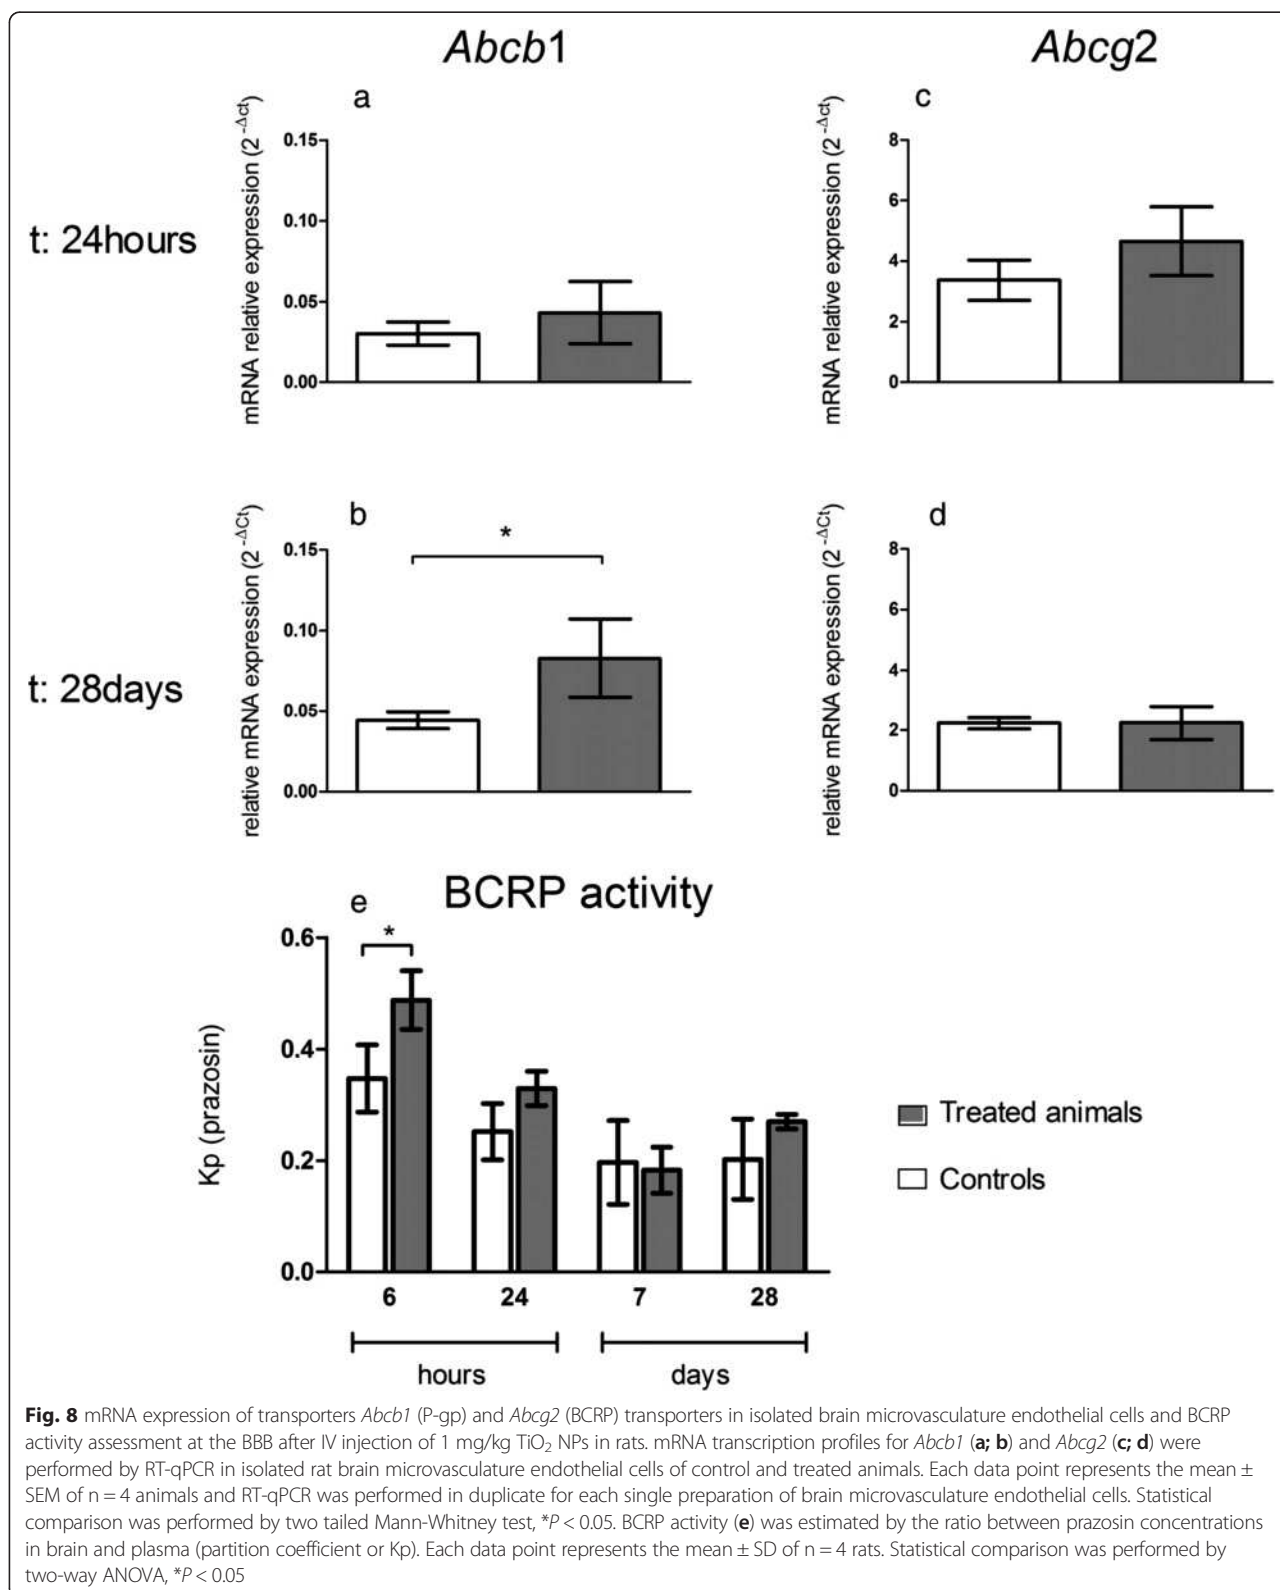 Abcb1
Abcg2
a
c
mRNA relative expression (2^-Δct)
0.15
0.10
0.05
0.00
mRNA relative expression (2^-Δct)
8
6
4
2
0
t: 24hours
b
d
*
relative mRNA expression (2^-ΔCt)
0.15
0.10
0.05
0.00
relative mRNA expression (2^-ΔCt)
8
6
4
2
0
t: 28days
e
BCRP activity
*
Kp (prazosin)
0.6
0.4
0.2
0.0
6
24
7
28
hours
days
Treated animals
Controls
Fig. 8 mRNA expression of transporters Abcb1 (P-gp) and Abcg2 (BCRP) transporters in isolated brain microvasculature endothelial cells and BCRP
activity assessment at the BBB after IV injection of 1 mg/kg TiO₂ NPs in rats. mRNA transcription profiles for Abcb1 (a; b) and Abcg2 (c; d) were
performed by RT-qPCR in isolated rat brain microvasculature endothelial cells of control and treated animals. Each data point represents the mean ±
SEM of n = 4 animals and RT-qPCR was performed in duplicate for each single preparation of brain microvasculature endothelial cells. Statistical
comparison was performed by two tailed Mann-Whitney test, *P < 0.05. BCRP activity (e) was estimated by the ratio between prazosin concentrations
in brain and plasma (partition coefficient or Kp). Each data point represents the mean ± SD of n = 4 rats. Statistical comparison was performed by
two-way ANOVA, *P < 0.05